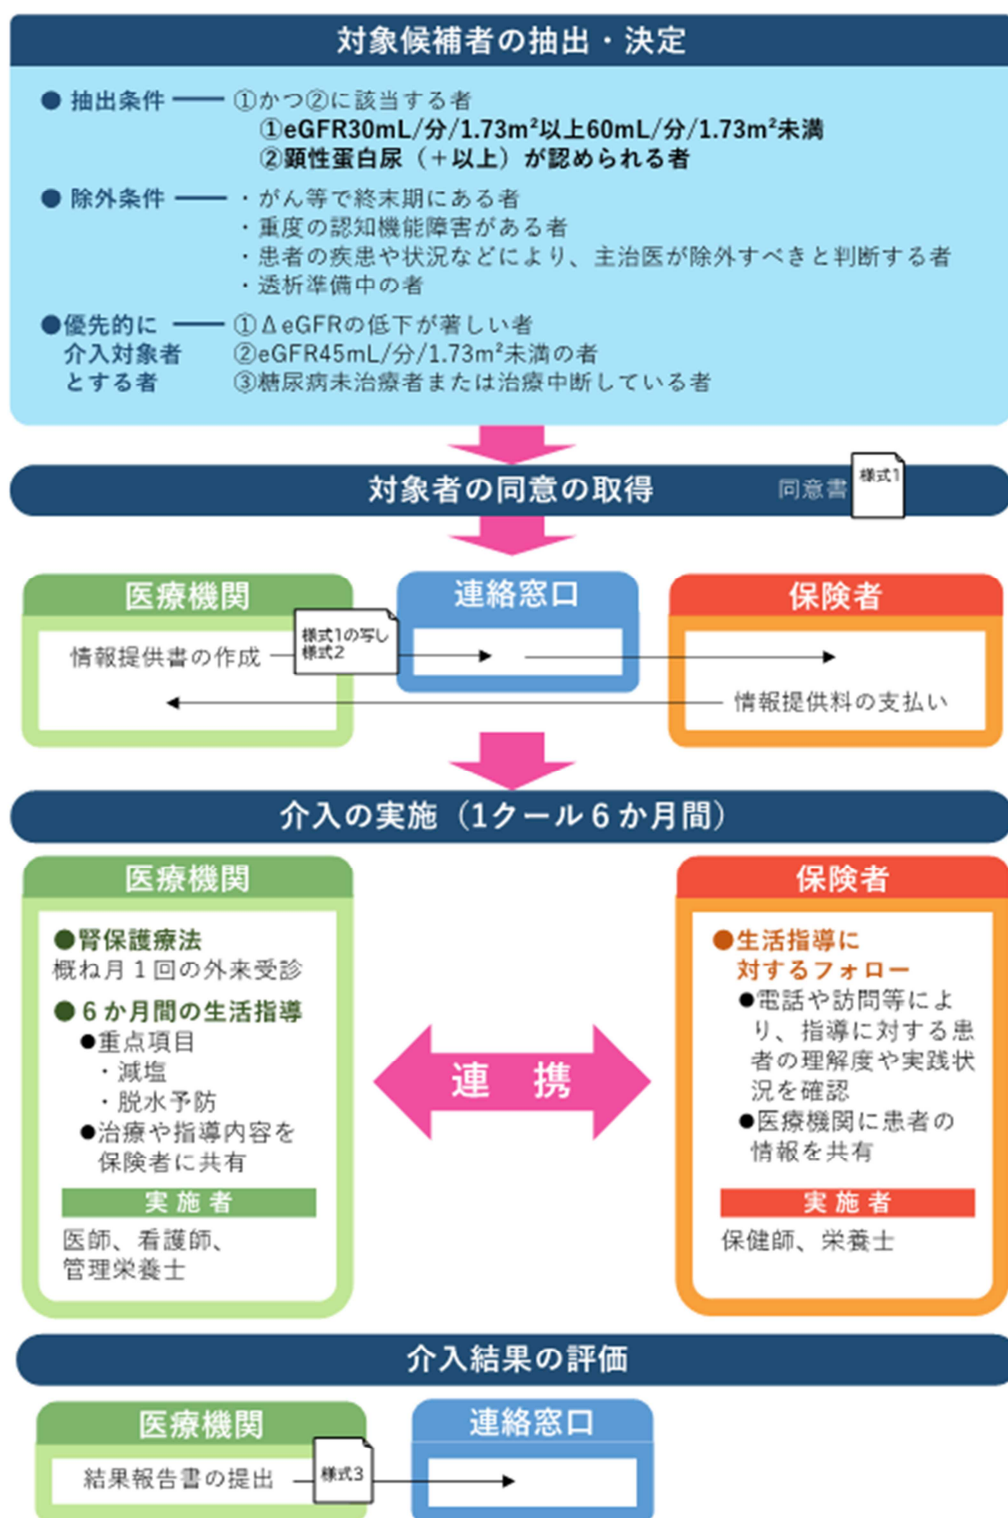 対象候補者の抽出・決定
● 抽出条件 ①かつ②に該当する者
①eGFR30mL/分/1.73m²以上60mL/分/1.73m²未満
②顕性蛋白尿（＋以上）が認められる者
● 除外条件 ・がん等で終末期にある者
・重度の認知機能障害がある者
・患者の疾患や状況などにより、主治医が除外すべきと判断する者
・透析準備中の者
●優先的に ①ΔeGFRの低下が著しい者
介入対象者 ②eGFR45mL/分/1.73m²未満の者
とする者 ③糖尿病未治療者または治療中断している者
対象者の同意の取得 同意書 様式1
医療機関
様式1の写し
様式2
情報提供書の作成
連絡窓口
保険者
情報提供料の支払い
介入の実施（1クール６か月間）
医療機関
●腎保護療法
概ね月１回の外来受診
●６か月間の生活指導
●重点項目
・減塩
・脱水予防
●治療や指導内容を
保険者に共有
実施者
医師、看護師、
管理栄養士
連 携
保険者
●生活指導に
対するフォロー
●電話や訪問等によ
り、指導に対する患
者の理解度や実践状
況を確認
●医療機関に患者の
情報を共有
実施者
保健師、栄養士
介入結果の評価
医療機関
結果報告書の提出
様式3
連絡窓口